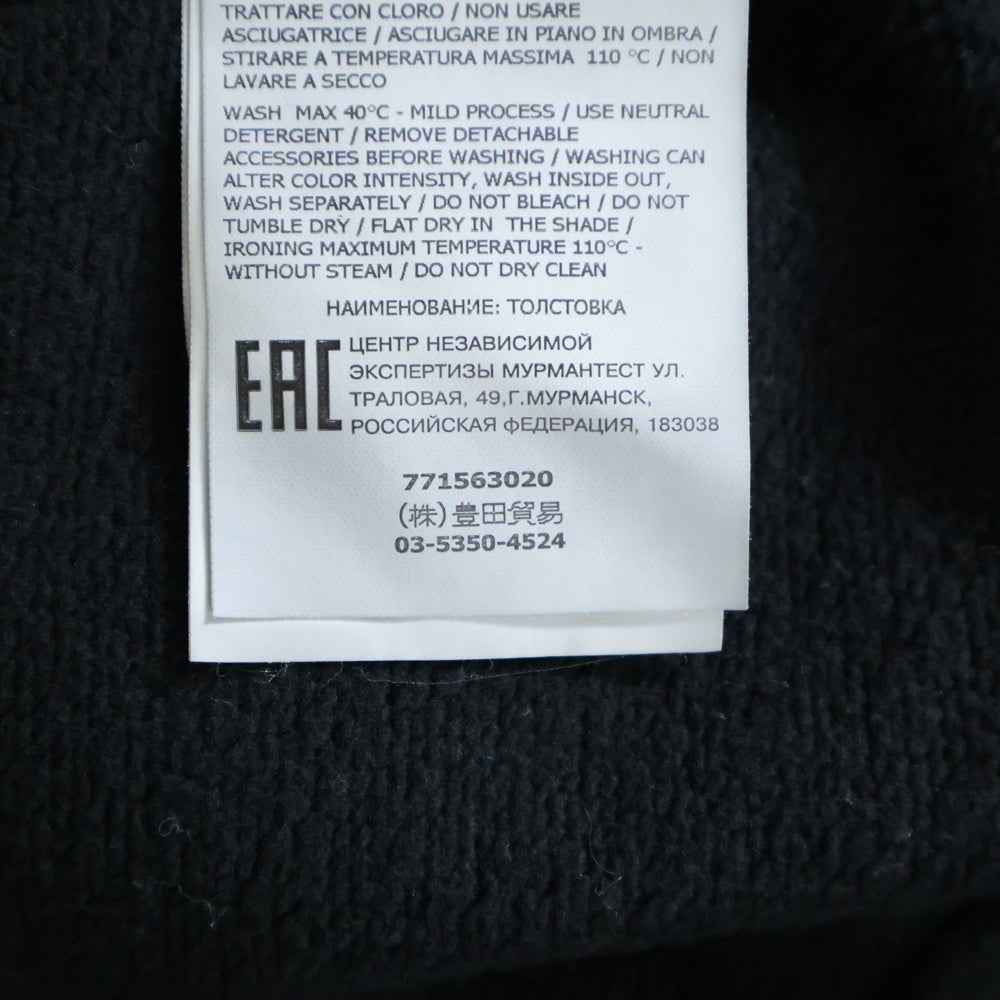 TRATTARE CON CLORO / NON USARE
ASCIUGATRICE / ASCIUGARE IN PIANO IN OMBRA /
STIRARE A TEMPERATURA MASSIMA 110 °C / NON
LAVARE A SECCO
WASH MAX 40°C - MILD PROCESS / USE NEUTRAL
DETERGENT / REMOVE DETACHABLE
ACCESSORIES BEFORE WASHING / WASHING CAN
ALTER COLOR INTENSITY, WASH INSIDE OUT,
WASH SEPARATELY / DO NOT BLEACH / DO NOT
TUMBLE DRY / FLAT DRY IN THE SHADE /
IRONING MAXIMUM TEMPERATURE 110°C -
WITHOUT STEAM / DO NOT DRY CLEAN
НАИМЕНОВАНИЕ: ТОЛСТОВКА
EAC
ЦЕНТР НЕЗАВИСИМОЙ
ЭКСПЕРТИЗЫ МУРМАНТЕСТ УЛ.
ТРАЛОВАЯ, 49,Г.МУРМАНСК,
РОССИЙСКАЯ ФЕДЕРАЦИЯ, 183038
771563020
(株)豊田貿易
03-5350-4524